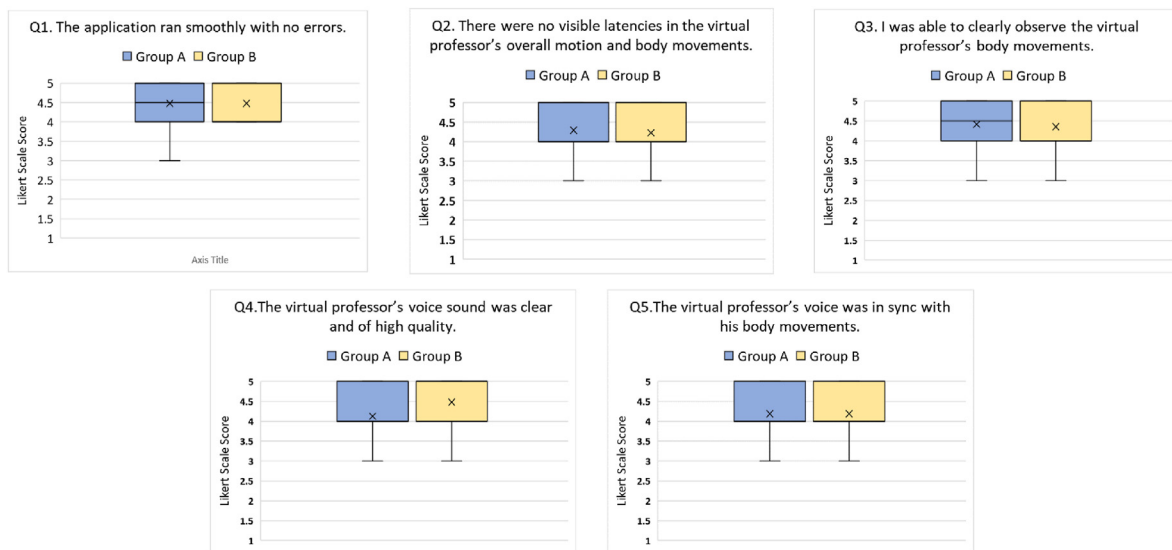 Q1. The application ran smoothly with no errors.
Group A Group B
Likert Scale Score
5
4.5
4
3.5
3
2.5
2
1.5
1
Axis Title
Q2. There were no visible latencies in the virtual
professor's overall motion and body movements.
Group A Group B
Likert Scale Score
5
4.5
4
3.5
3
2.5
2
1.5
1
Q3. I was able to clearly observe the virtual
professor's body movements.
Group A Group B
Likert Scale Score
5
4.5
4
3.5
3
2.5
2
1.5
1
Q4.The virtual professor's voice sound was clear
and of high quality.
Group A Group B
Likert Scale Score
5
4.5
4
3.5
3
2.5
2
1.5
1
Q5.The virtual professor's voice was in sync with
his body movements.
Group A Group B
Likert Scale Score
5
4.5
4
3.5
3
2.5
2
1.5
1